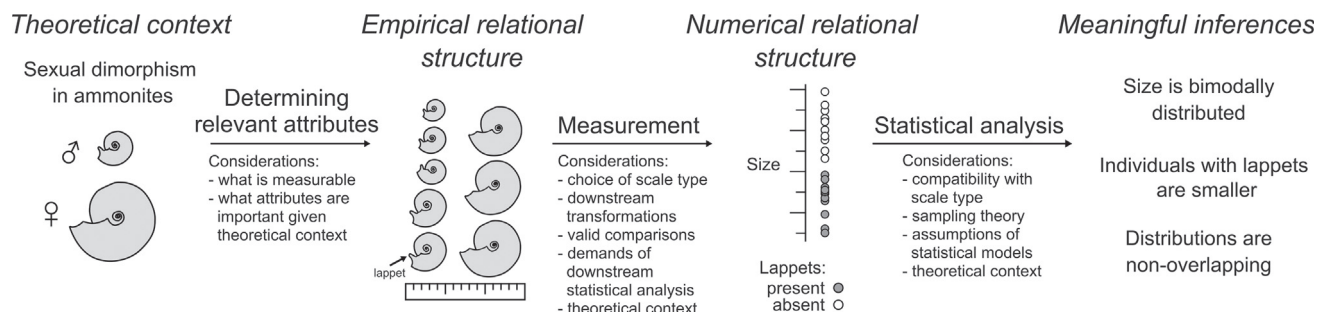 Theoretical context
Sexual dimorphism
in ammonites
♂
♀
Determining
relevant attributes
Considerations:
- what is measurable
- what attributes are
important given
theoretical context
Empirical relational
structure
lappet
Measurement
Considerations:
- choice of scale type
- downstream
transformations
- valid comparisons
- demands of
downstream
statistical analysis
- theoretical context
Numerical relational
structure
Size
Lappets:
present
absent
Statistical analysis
Considerations:
- compatibility with
scale type
- sampling theory
- assumptions of
statistical models
- theoretical context
Meaningful inferences
Size is bimodally
distributed
Individuals with lappets
are smaller
Distributions are
non-overlapping